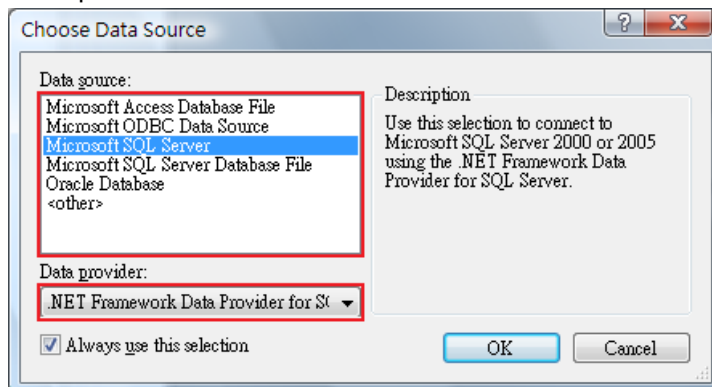 Choose Data Source
Data source:
Microsoft Access Database File
Microsoft ODBC Data Source
Microsoft SQL Server
Microsoft SQL Server Database File
Oracle Database
<other>
Description
Use this selection to connect to
Microsoft SQL Server 2000 or 2005
using the .NET Framework Data
Provider for SQL Server.
Data provider:
.NET Framework Data Provider for
Always use this selection
OK
Cancel